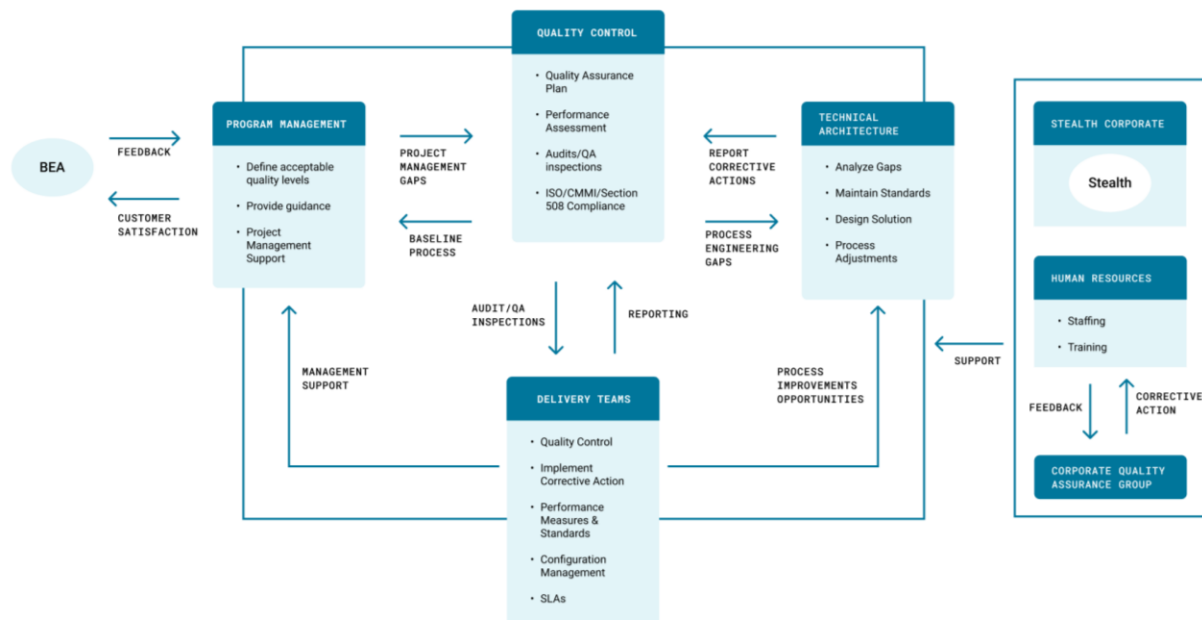 QUALITY CONTROL
• Quality Assurance
Plan
• Performance
Assessment
• Audits/QA
inspections
• ISO/CMMI/Section
508 Compliance
BEA
FEEDBACK
CUSTOMER
SATISFACTION
PROGRAM MANAGEMENT
• Define acceptable
quality levels
• Provide guidance
• Project
Management
Support
PROJECT
MANAGEMENT
GAPS
BASELINE
PROCESS
REPORT
CORRECTIVE
ACTIONS
PROCESS
ENGINEERING
GAPS
TECHNICAL
ARCHITECTURE
• Analyze Gaps
• Maintain Standards
• Design Solution
• Process
Adjustments
AUDIT/QA
INSPECTIONS
REPORTING
MANAGEMENT
SUPPORT
PROCESS
IMPROVEMENTS
OPPORTUNITIES
DELIVERY TEAMS
• Quality Control
• Implement
Corrective Action
• Performance
Measures &
Standards
• Configuration
Management
• SLAs
SUPPORT
STEALTH CORPORATE
Stealth
HUMAN RESOURCES
• Staffing
• Training
FEEDBACK
CORRECTIVE
ACTION
CORPORATE QUALITY
ASSURANCE GROUP